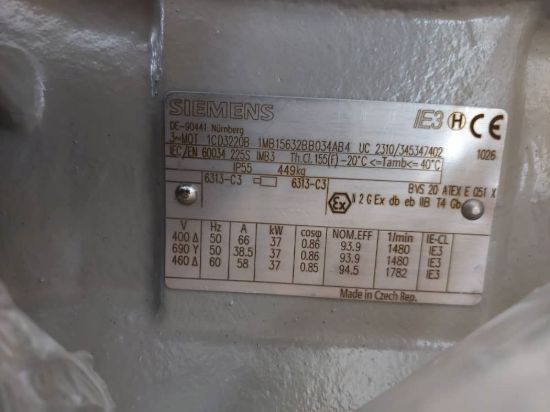 SIEMENS IE3 H CE
DE-90441 Nürnberg
3~MOT. 1CD3220B 1MB15632BB034AB4 UC 2310/345347402 1026
IEC/EN 60034 225S IMB3 Th.Cl.155(F) -20°C <=Tamb<= 40°C
IP55 449kg
6313-C3 6313-C3 BVS 20 ATEX E 051 X
Ex II 2 G Ex db eb IIB T4 Gb
V Hz A kW cosφ NOM.EFF 1/min IE-CL
400 Δ 50 66 37 0.86 93.9 1480 IE3
690 Y 50 38.5 37 0.86 93.9 1480 IE3
460 Δ 60 58 37 0.85 94.5 1782 IE3
Made in Czech Rep.